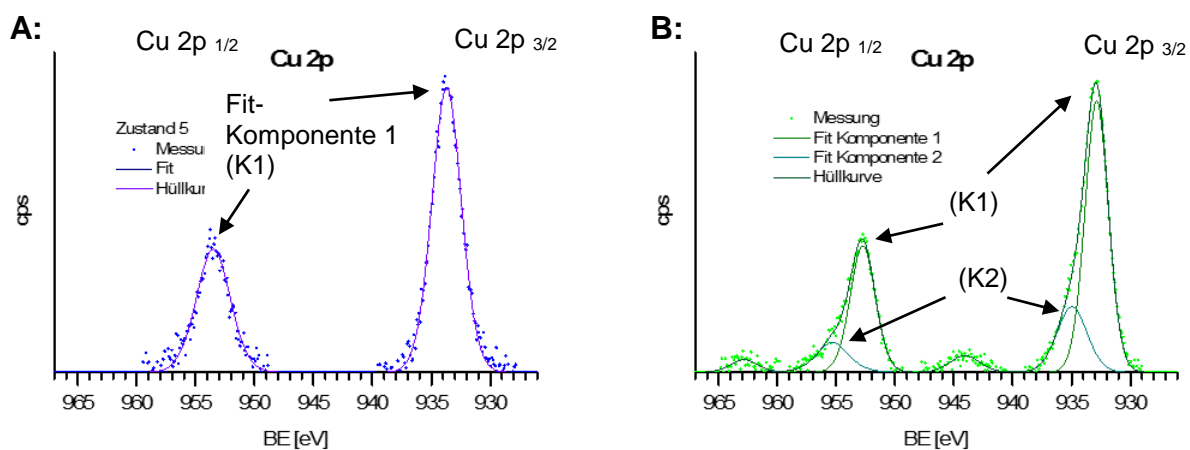 A:
Cu 2p 1/2
Cu 2p 3/2
Cu 2p
Fit-
Komponente 1
(K1)
Zustand 5
Messu
Fit
Hüllkur
cps
965 960 955 950 945 940 935 930
BE [eV]
B:
Cu 2p 1/2
Cu 2p 3/2
Cu 2p
Messung
Fit Komponente 1
Fit Komponente 2
Hüllkurve
(K1)
(K2)
cps
965 960 955 950 945 940 935 930
BE [eV]